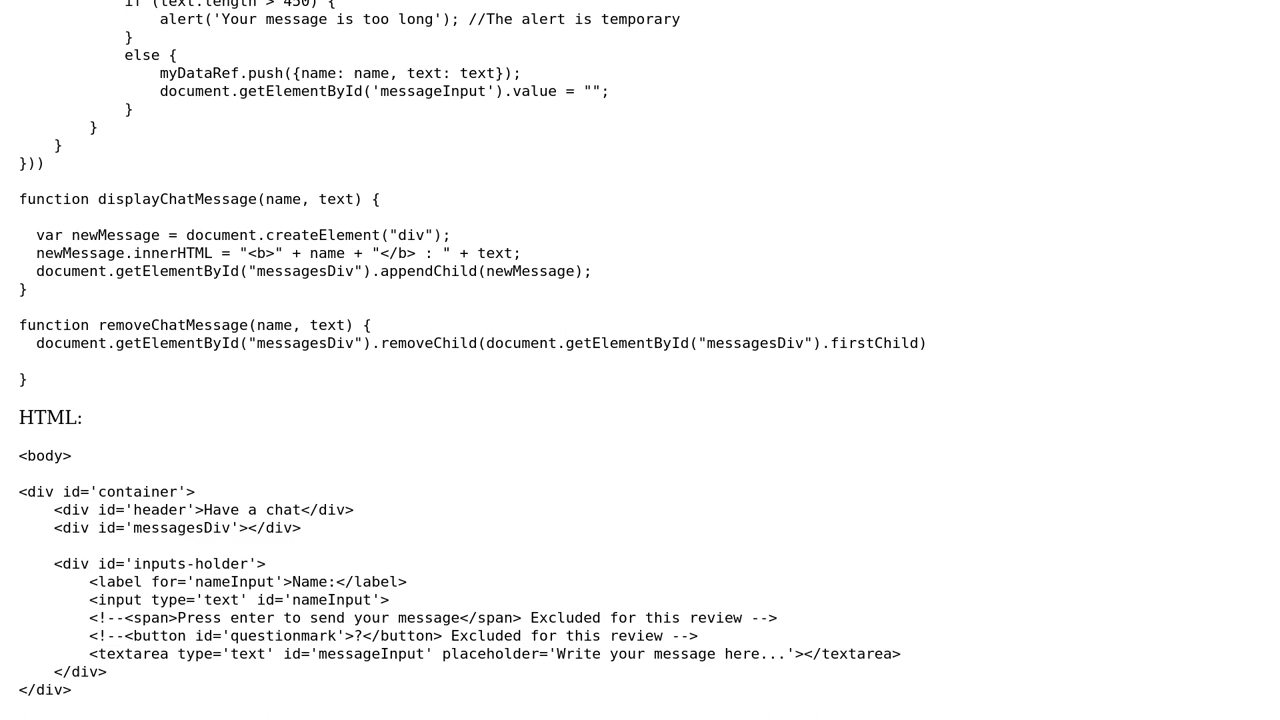 if (text.length > 450) {
                alert('Your message is too long'); //The alert is temporary
            }
            else {
                myDataRef.push({name: name, text: text});
                document.getElementById('messageInput').value = "";
            }
        }
    }
}))

function displayChatMessage(name, text) {

  var newMessage = document.createElement("div");
  newMessage.innerHTML = "<b>" + name + "</b> : " + text;
  document.getElementById("messagesDiv").appendChild(newMessage);
}

function removeChatMessage(name, text) {
  document.getElementById("messagesDiv").removeChild(document.getElementById("messagesDiv").firstChild)

}

HTML:

<body>

<div id='container'>
    <div id='header'>Have a chat</div>
    <div id='messagesDiv'></div>

    <div id='inputs-holder'>
        <label for='nameInput'>Name:</label>
        <input type='text' id='nameInput'>
        <!--<span>Press enter to send your message</span> Excluded for this review -->
        <!--<button id='questionmark'>?</button> Excluded for this review -->
        <textarea type='text' id='messageInput' placeholder='Write your message here...'></textarea>
    </div>
</div>